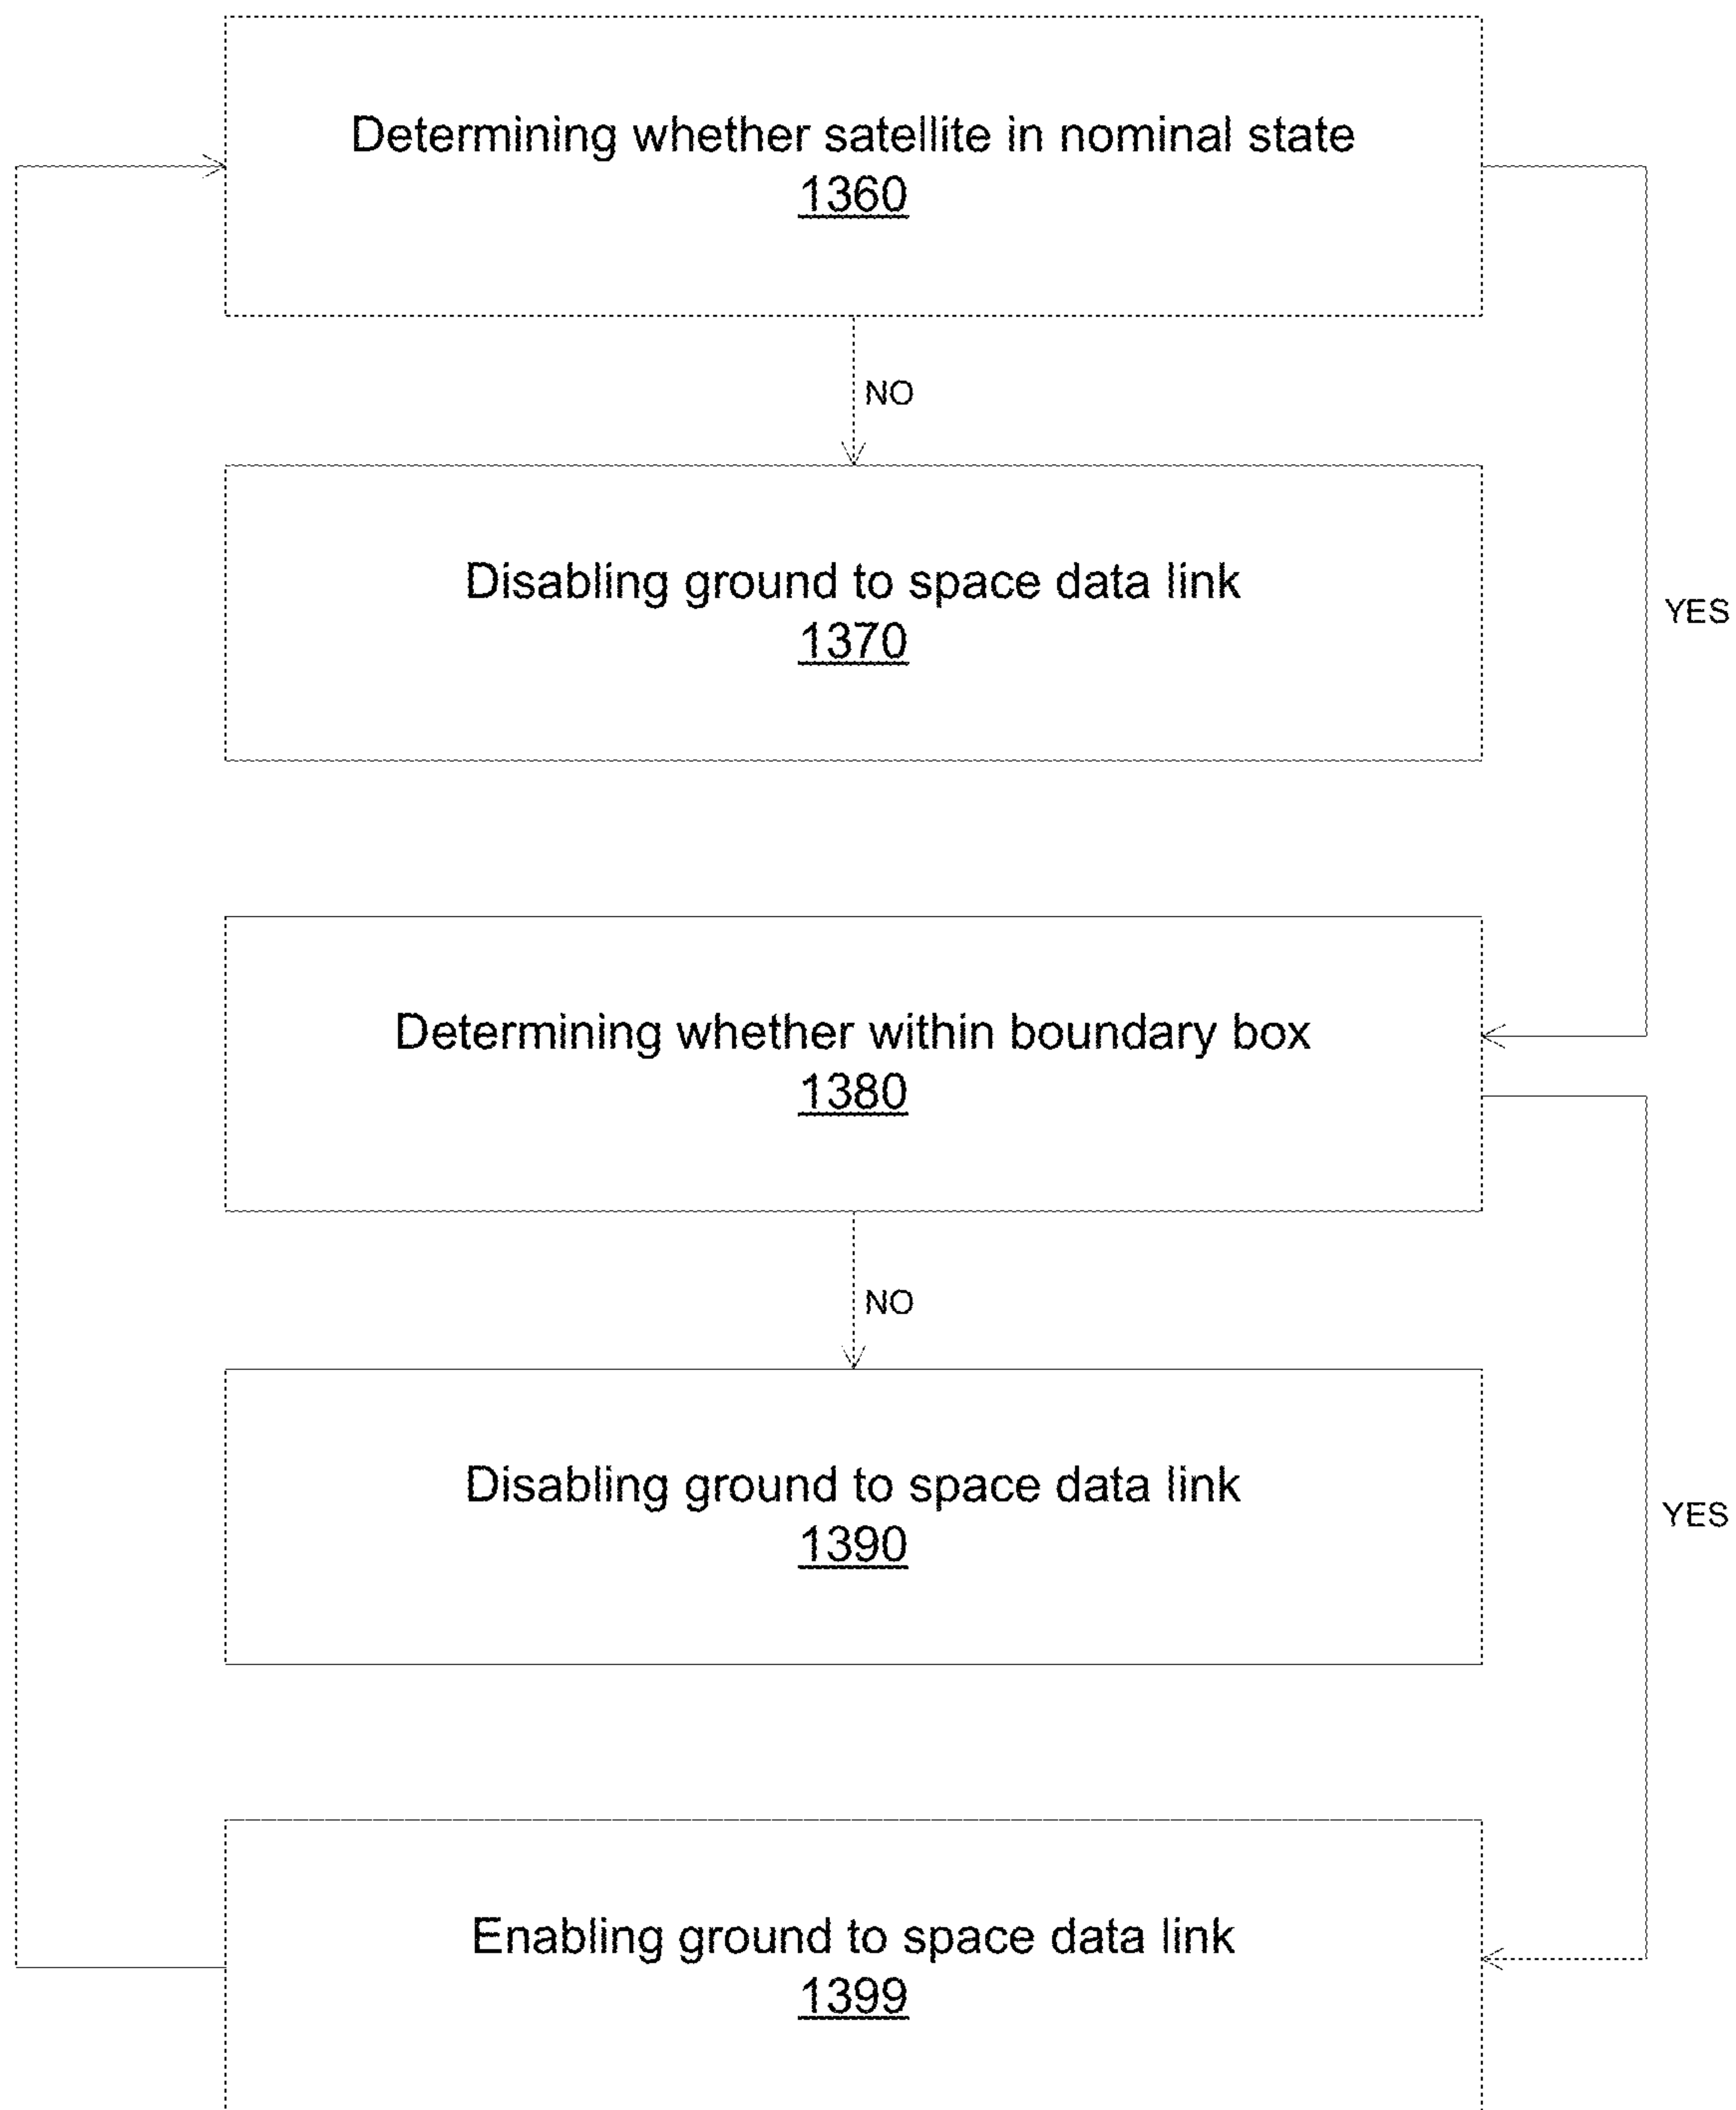 Determining whether satellite in nominal state
1360
NO
Disabling ground to space data link
1370
YES
Determining whether within boundary box
1380
NO
Disabling ground to space data link
1390
YES
Enabling ground to space data link
1399